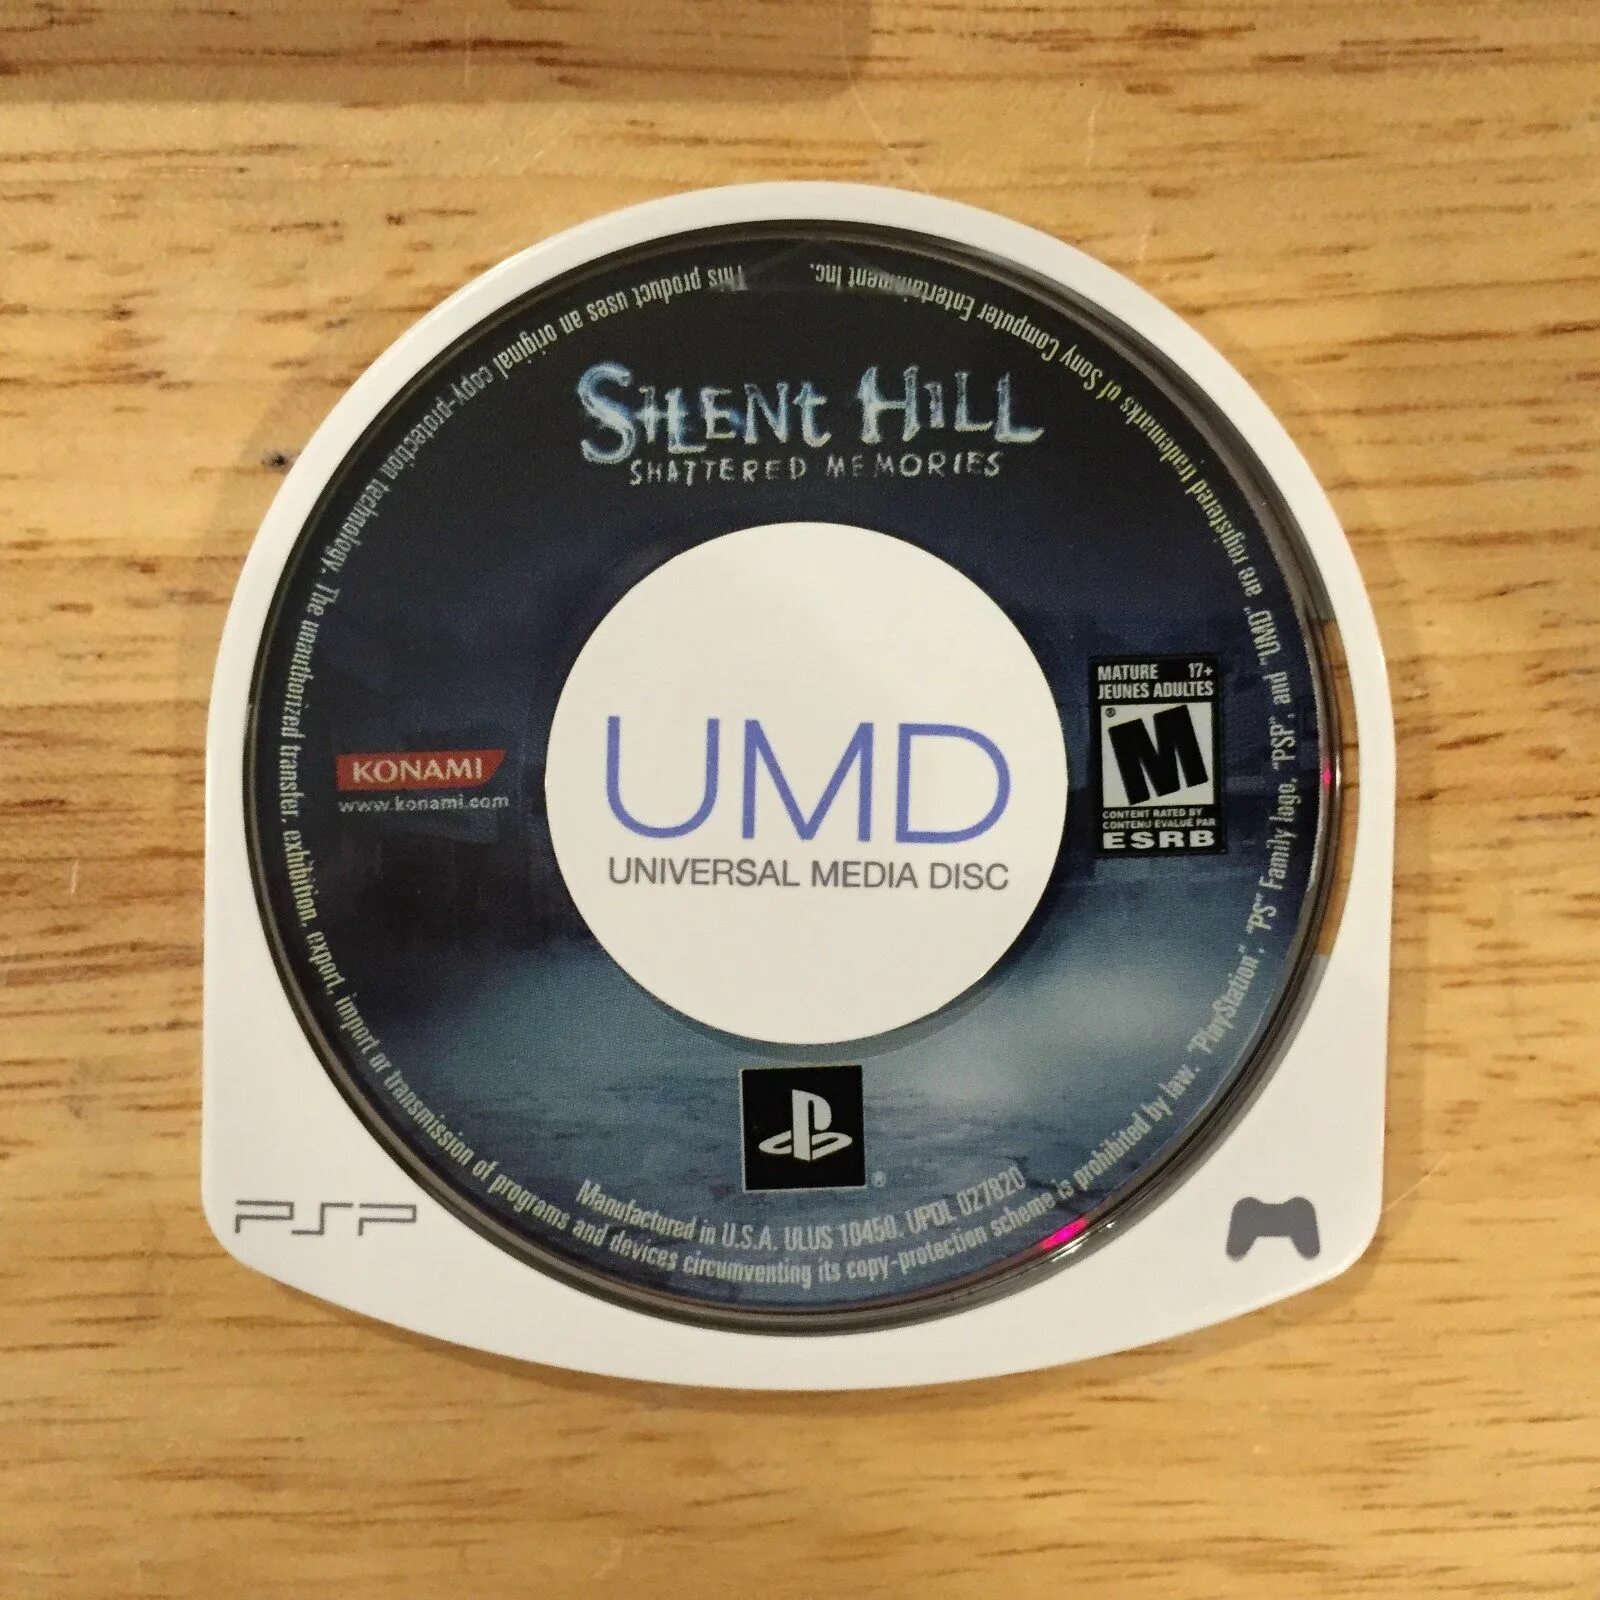 SILENT HILL
SHATTERED MEMORIES
KONAMI
www.konami.com
MATURE 17+
JEUNES ADULTES
M ®
CONTENT RATED BY
CONTENU EVALUÉ PAR
ESRB
UMD
UNIVERSAL MEDIA DISC
®
Manufactured in U.S.A. ULUS 10450. UPDL 027820
This product uses an original copy-protection technology. The unauthorized transfer, exhibition, export, import or transmission of programs and devices circumventing its copy-protection scheme is prohibited by law. "PlayStation", "PS" Family logo, "PSP", and "UMD" are registered trademarks of Sony Computer Entertainment Inc.
PSP